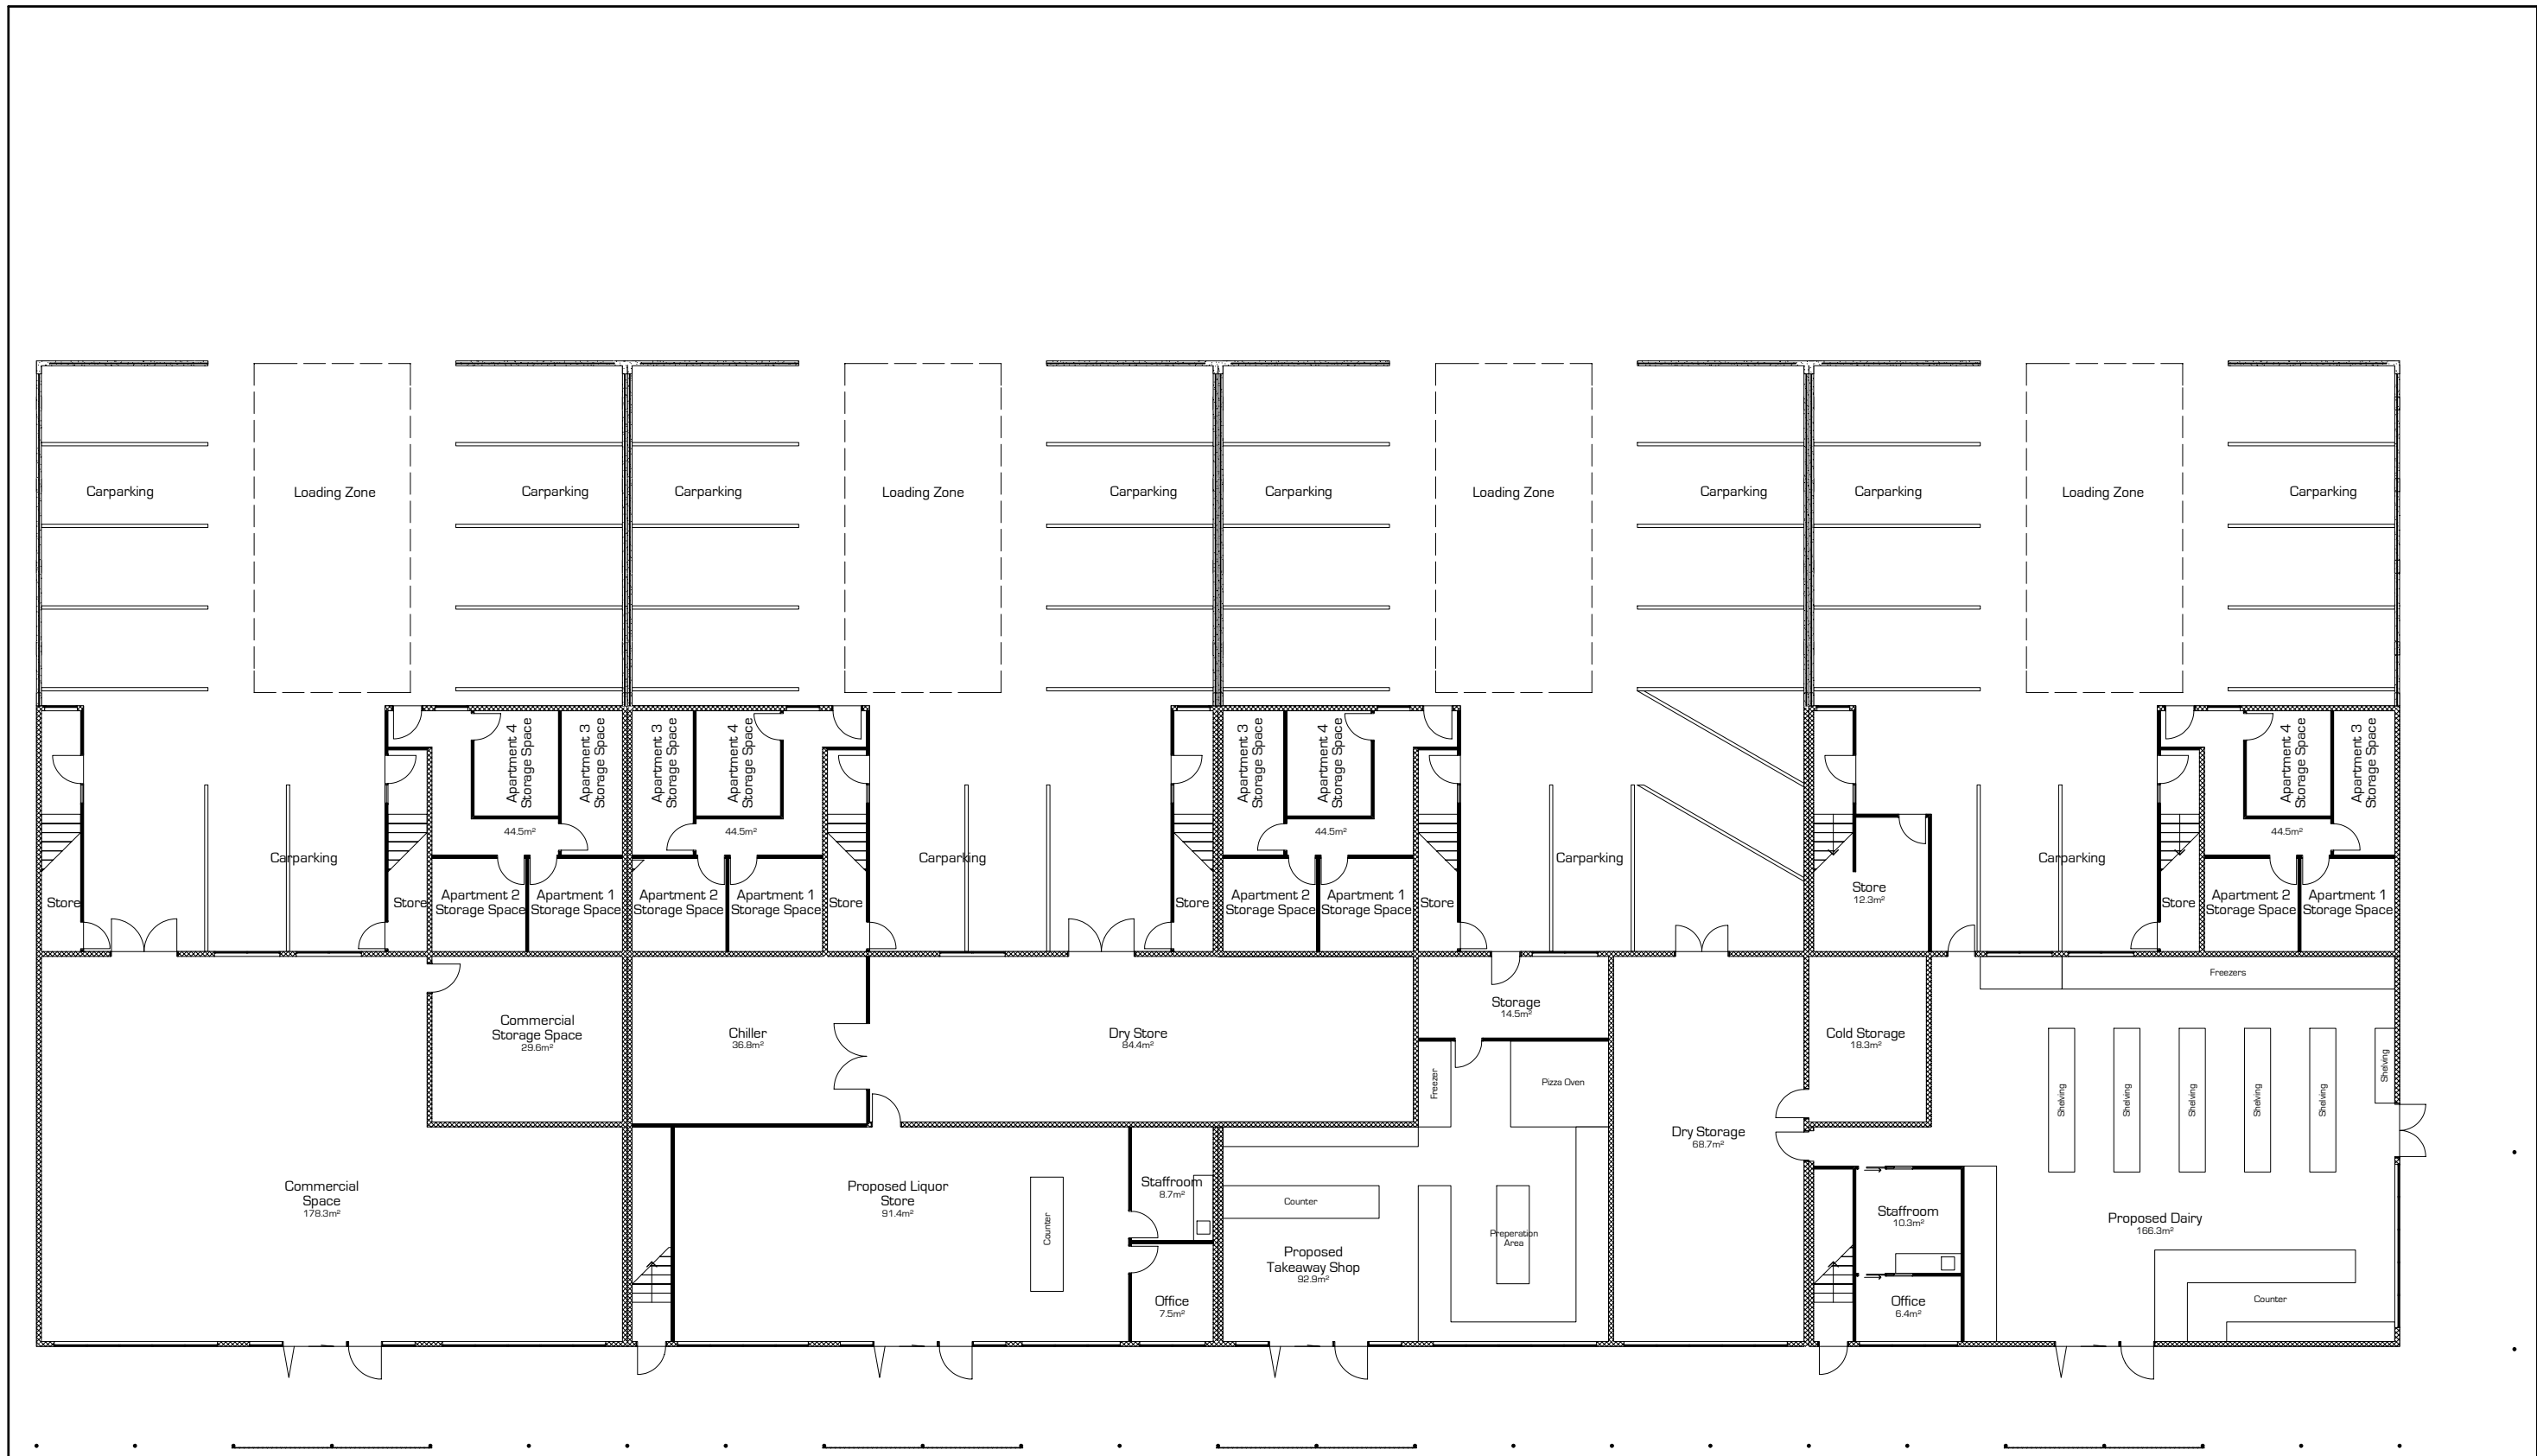 Carparking
Loading Zone
Carparking
Carparking
Loading Zone
Carparking
Carparking
Loading Zone
Carparking
Carparking
Loading Zone
Carparking
Apartment 4
Storage Space
Apartment 3
Storage Space
Apartment 3
Storage Space
Apartment 4
Storage Space
Apartment 3
Storage Space
Apartment 4
Storage Space
Apartment 4
Storage Space
Apartment 3
Storage Space
44.5m²
44.5m²
44.5m²
44.5m²
Carparking
Carparking
Carparking
Carparking
Store
Store
Apartment 2
Storage Space
Apartment 1
Storage Space
Apartment 2
Storage Space
Apartment 1
Storage Space
Store
Store
Apartment 2
Storage Space
Apartment 1
Storage Space
Store
Store
12.3m²
Store
Apartment 2
Storage Space
Apartment 1
Storage Space
Freezers
Commercial
Storage Space
29.6m²
Chiller
36.8m²
Dry Store
84.4m²
Storage
14.5m²
Cold Storage
18.3m²
Freezer
Pizza Oven
Shelving
Shelving
Shelving
Shelving
Shelving
Shelving
Dry Storage
68.7m²
Commercial
Space
178.3m²
Proposed Liquor
Store
91.4m²
Counter
Staffroom
8.7m²
Office
7.5m²
Counter
Proposed
Takeaway Shop
92.9m²
Preperation
Area
Staffroom
10.3m²
Office
6.4m²
Proposed Dairy
166.3m²
Counter